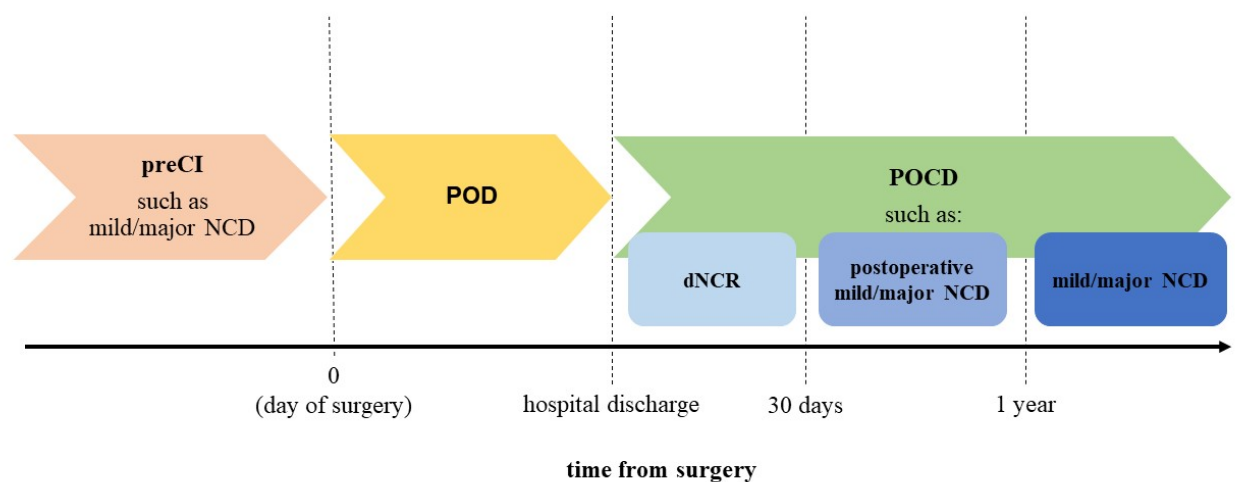 preCI
such as
mild/major NCD
POD
POCD
such as:
dNCR
postoperative
mild/major NCD
mild/major NCD
0
(day of surgery)
hospital discharge
30 days
1 year
time from surgery